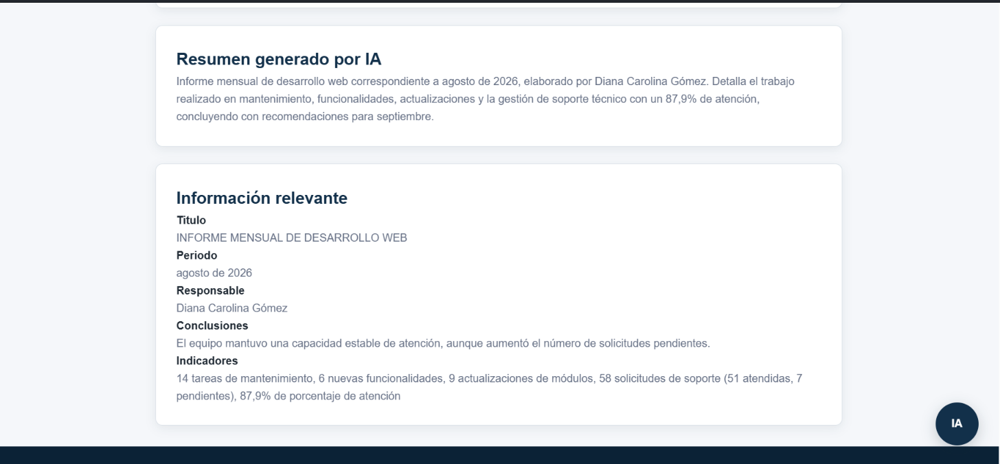 Resumen generado por IA
Informe mensual de desarrollo web correspondiente a agosto de 2026, elaborado por Diana Carolina Gómez. Detalla el trabajo
realizado en mantenimiento, funcionalidades, actualizaciones y la gestión de soporte técnico con un 87,9% de atención,
concluyendo con recomendaciones para septiembre.
Información relevante
Titulo
INFORME MENSUAL DE DESARROLLO WEB
Periodo
agosto de 2026
Responsable
Diana Carolina Gómez
Conclusiones
El equipo mantuvo una capacidad estable de atención, aunque aumentó el número de solicitudes pendientes.
Indicadores
14 tareas de mantenimiento, 6 nuevas funcionalidades, 9 actualizaciones de módulos, 58 solicitudes de soporte (51 atendidas, 7
pendientes), 87,9% de porcentaje de atención
IA